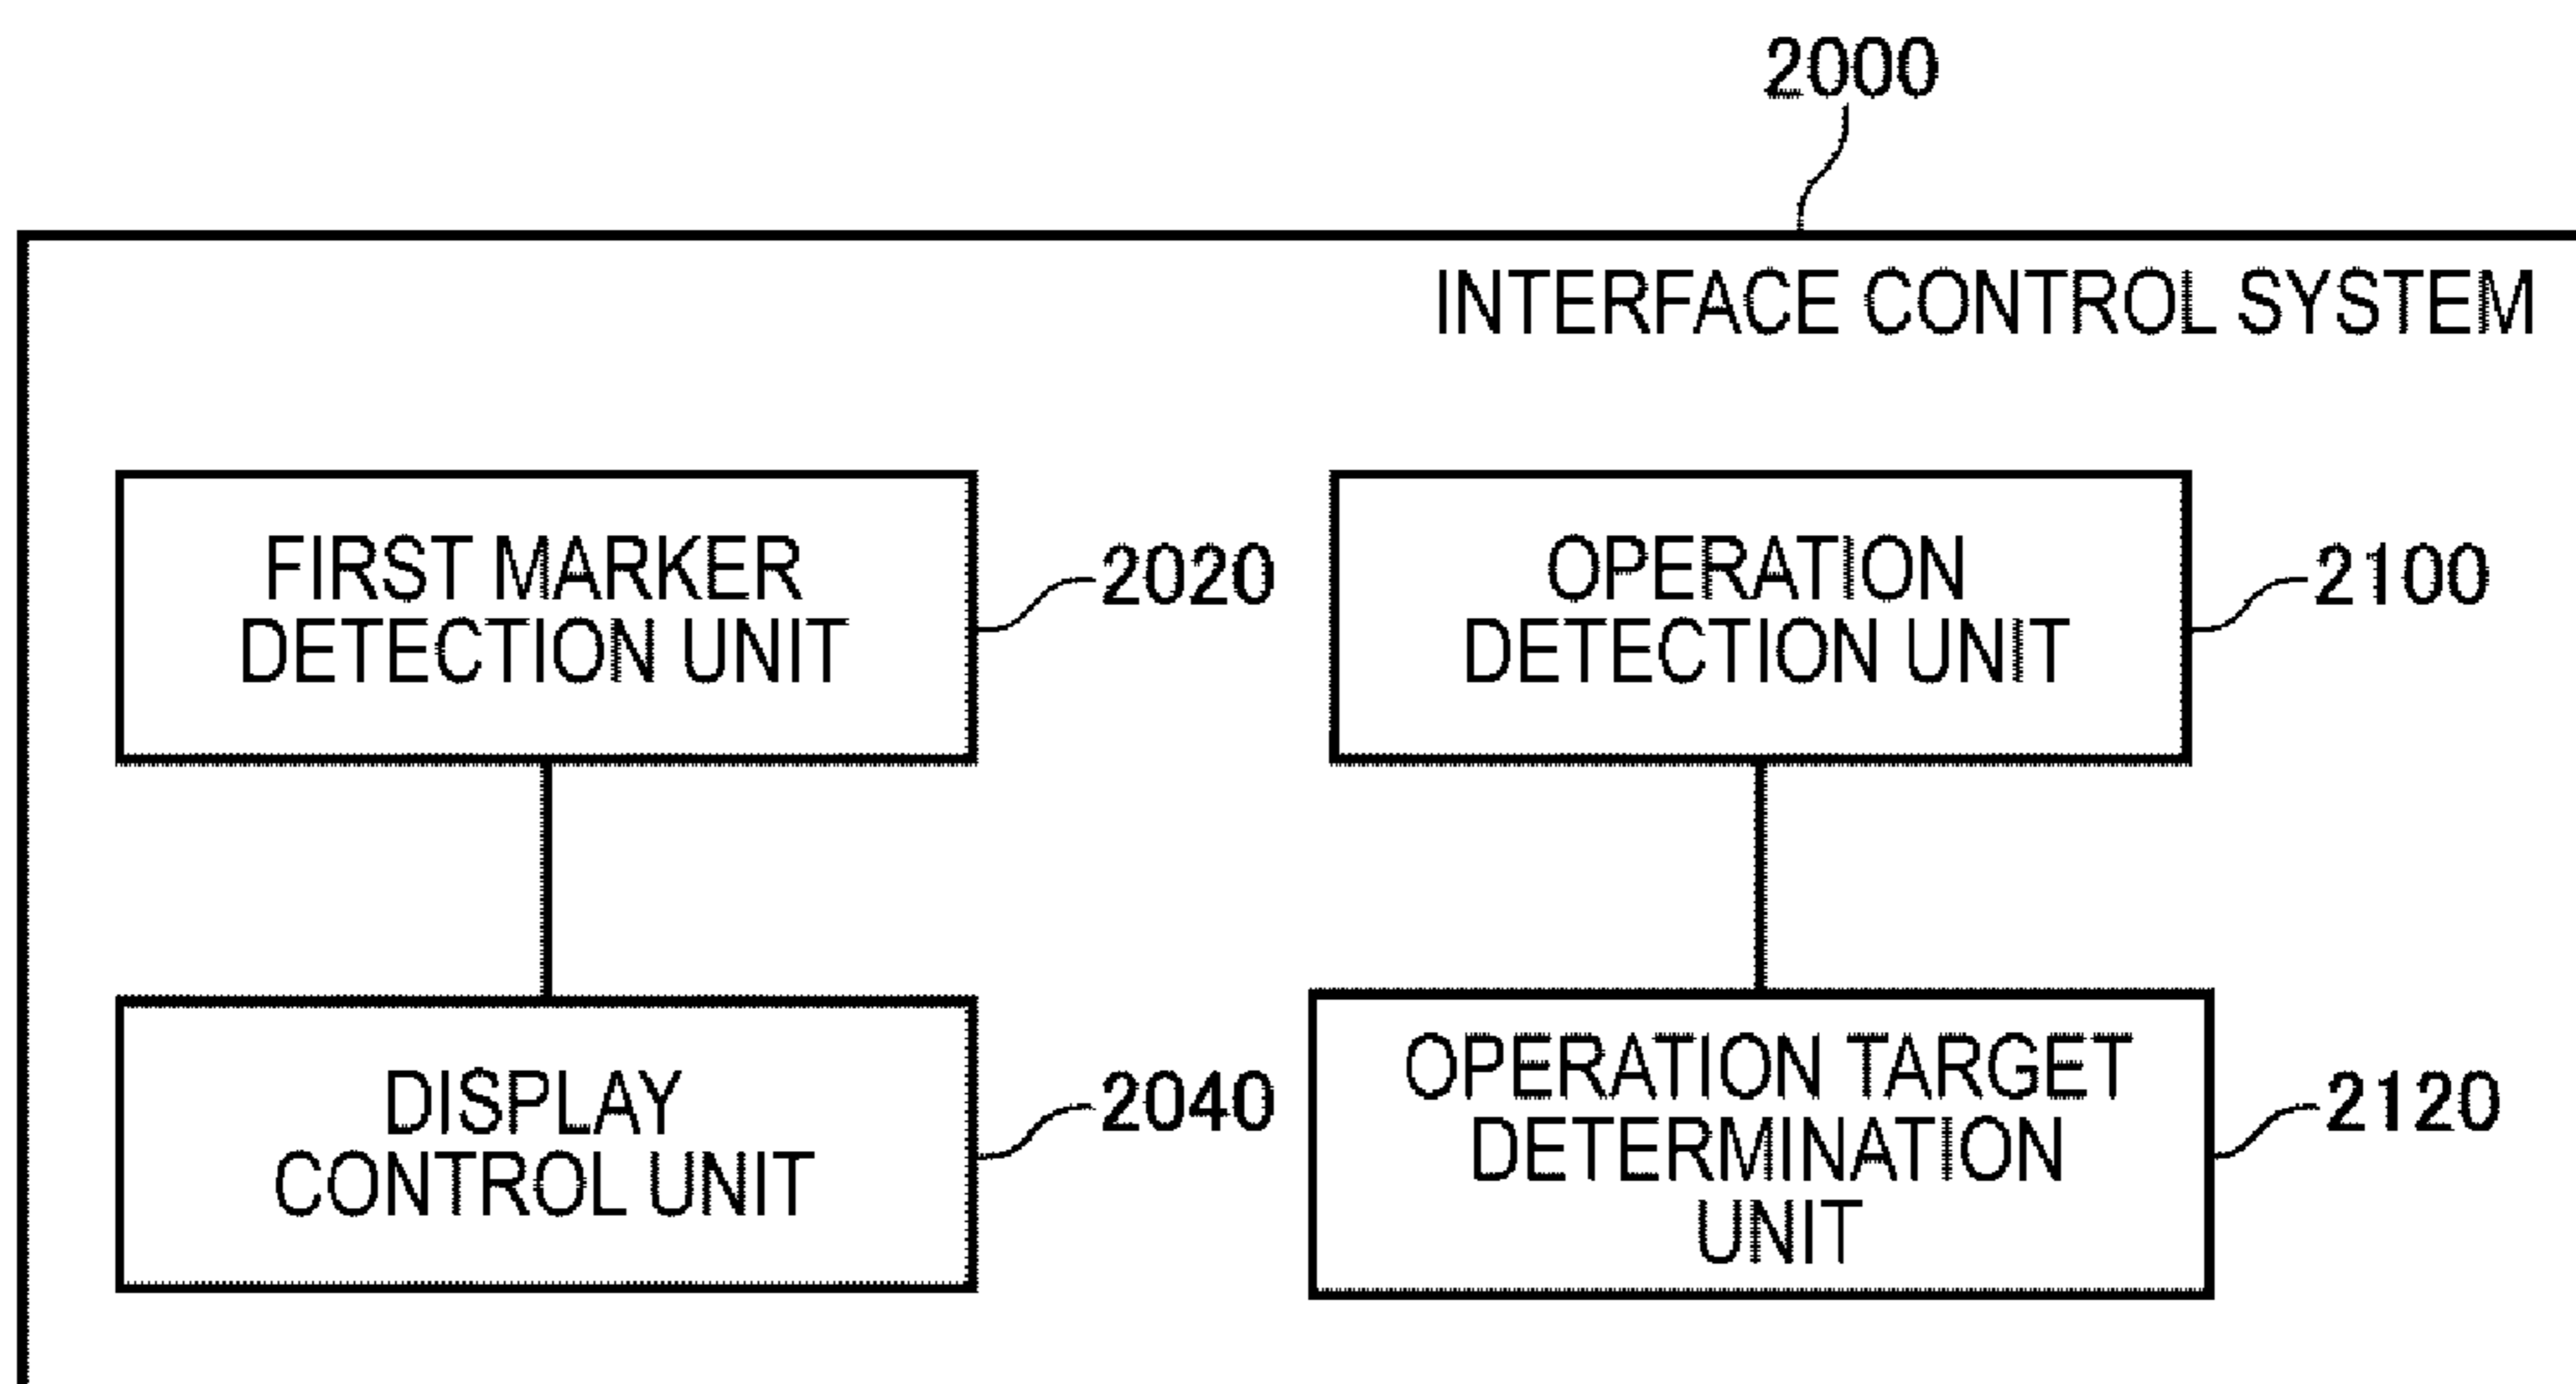 2000
INTERFACE CONTROL SYSTEM
FIRST MARKER
DETECTION UNIT
2020
OPERATION
DETECTION UNIT
2100
DISPLAY
CONTROL UNIT
2040
OPERATION TARGET
DETERMINATION
UNIT
2120